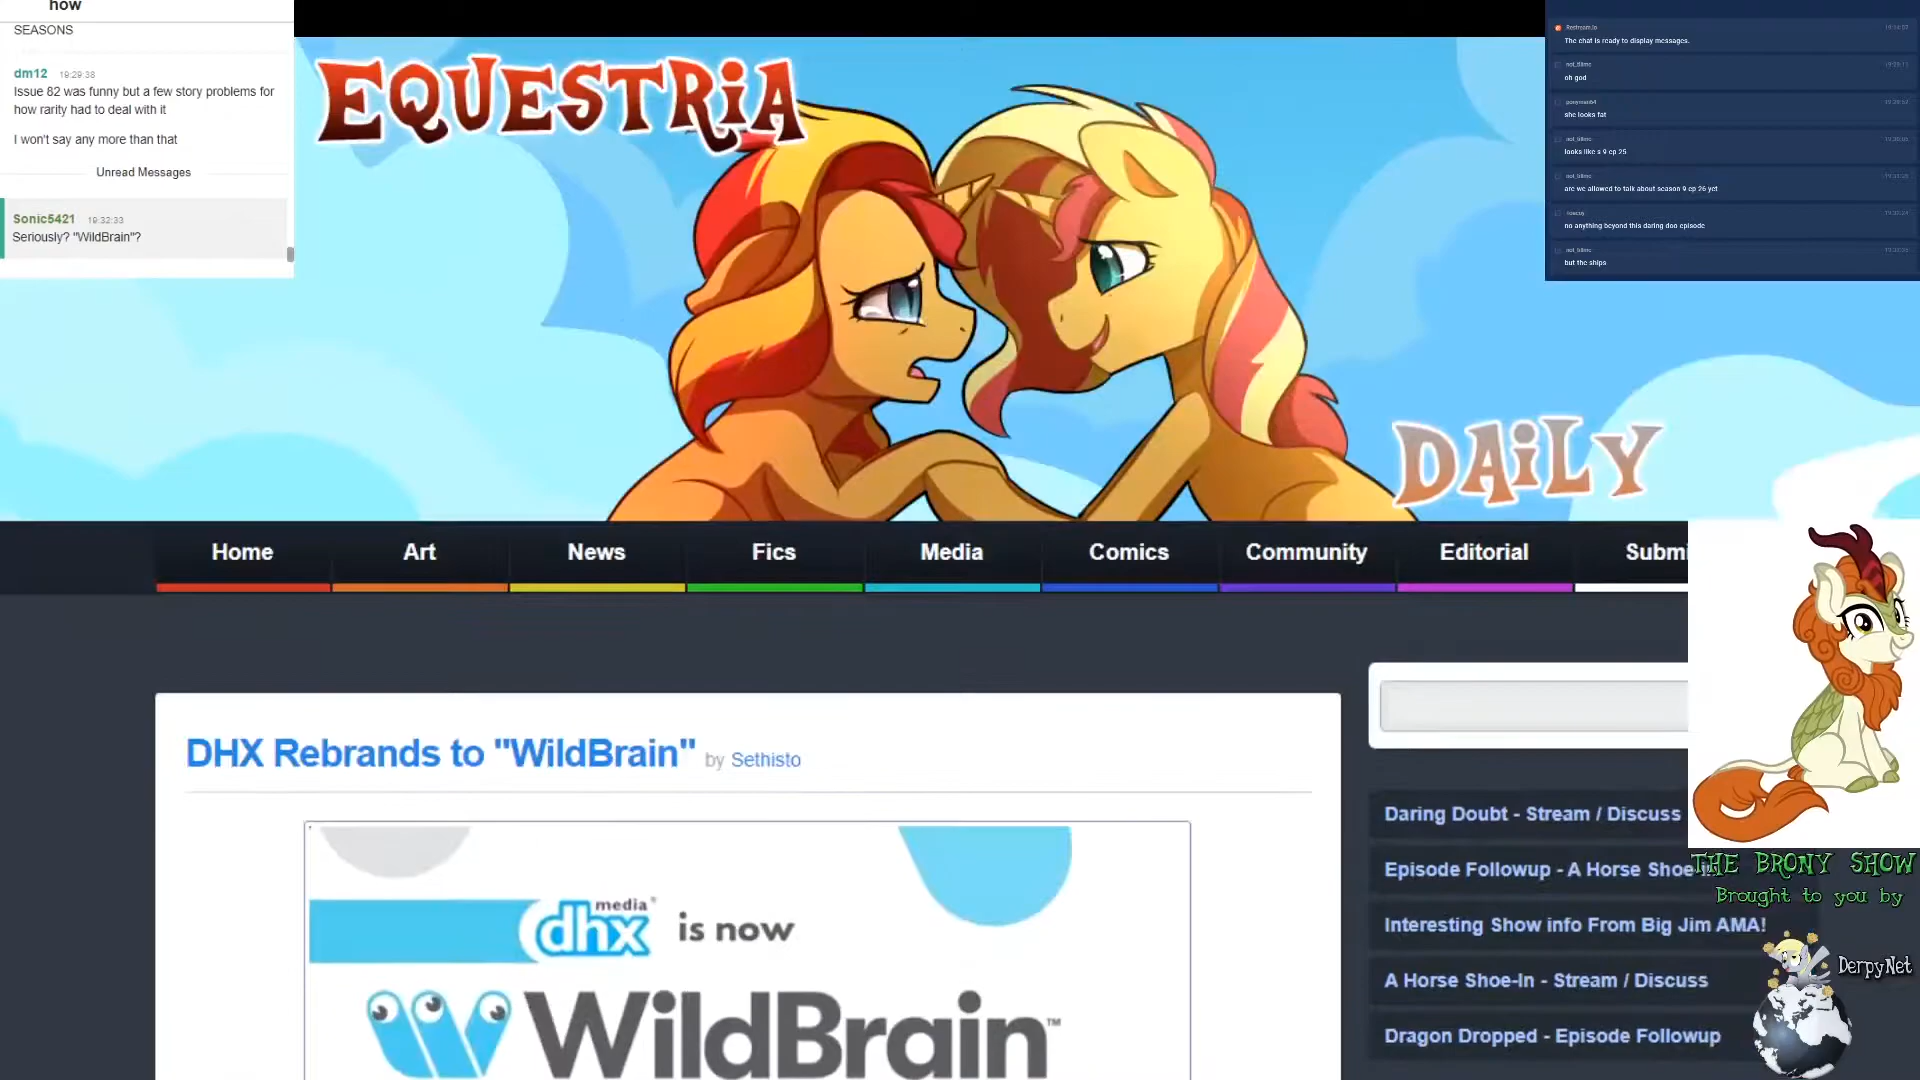 how
SEASONS
dm12 19:29:38
Issue 82 was funny but a few story problems for
how rarity had to deal with it
I won't say any more than that
Unread Messages
Sonic5421 19:32:33
Seriously? "WildBrain"?
EQUESTRiA
DAiLY
Restream.io
The chat is ready to display messages.
oh god
ponyman64
she looks fat
looks like s 9 cp 25
are we allowed to talk about season 9 cp 26 yet
no anything beyond this daring doo episode
but the ships
Home Art News Fics Media Comics Community Editorial Submi
DHX Rebrands to "WildBrain" by Sethisto
dhx media is now
WildBrain™
Daring Doubt - Stream / Discuss
Episode Followup - A Horse Shoe-in
Interesting Show info From Big Jim AMA!
A Horse Shoe-In - Stream / Discuss
Dragon Dropped - Episode Followup
THE BRONY SHOW
Brought to you by
DerpyNet